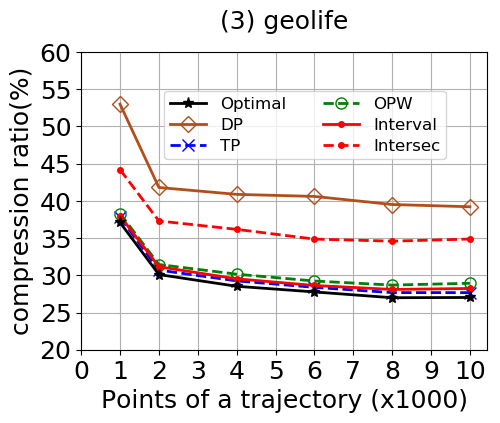 (3) geolife
compression ratio(%)
60
55
50
45
40
35
30
25
20
Optimal
DP
TP
OPW
Interval
Intersec
0 1 2 3 4 5 6 7 8 9 10
Points of a trajectory (x1000)